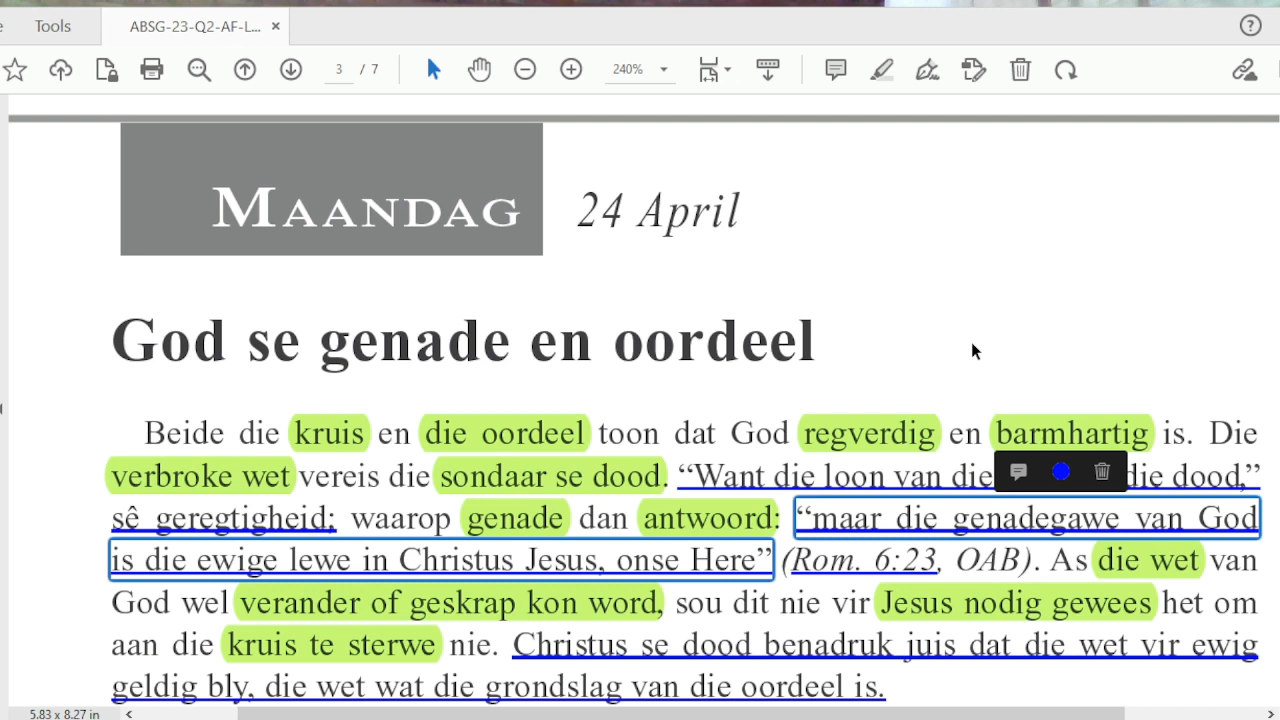 Tools
ABSG-23-Q2-AF-L... ×
3 / 7
240%
MAANDAG 24 April
God se genade en oordeel
Beide die kruis en die oordeel toon dat God regverdig en barmhartig is. Die
verbroke wet vereis die sondaar se dood. “Want die loon van die die dood,”
sê geregtigheid; waarop genade dan antwoord: “maar die genadegawe van God
is die ewige lewe in Christus Jesus, onse Here” (Rom. 6:23, OAB). As die wet van
God wel verander of geskrap kon word, sou dit nie vir Jesus nodig gewees het om
aan die kruis te sterwe nie. Christus se dood benadruk juis dat die wet vir ewig
geldig bly, die wet wat die grondslag van die oordeel is.
5.83 x 8.27 in